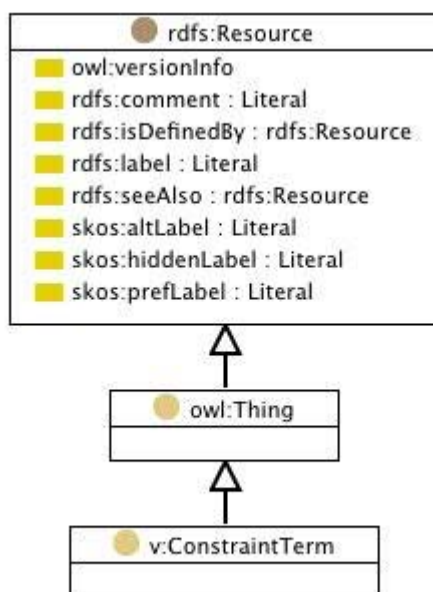 rdfs:Resource
owl:versionInfo
rdfs:comment : Literal
rdfs:isDefinedBy : rdfs:Resource
rdfs:label : Literal
rdfs:seeAlso : rdfs:Resource
skos:altLabel : Literal
skos:hiddenLabel : Literal
skos:prefLabel : Literal
owl:Thing
v:ConstraintTerm